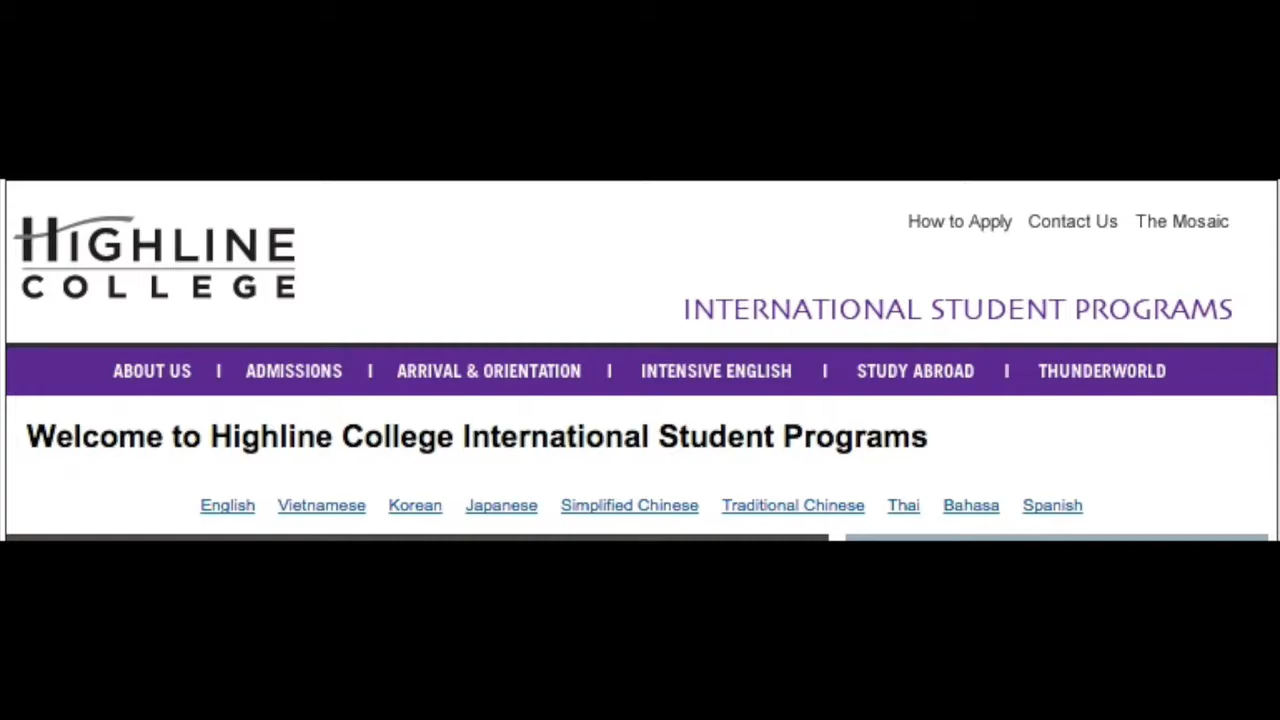 HIGHLINE
COLLEGE
How to Apply Contact Us The Mosaic
INTERNATIONAL STUDENT PROGRAMS
ABOUT US | ADMISSIONS | ARRIVAL & ORIENTATION | INTENSIVE ENGLISH | STUDY ABROAD | THUNDERWORLD
Welcome to Highline College International Student Programs
English Vietnamese Korean Japanese Simplified Chinese Traditional Chinese Thai Bahasa Spanish